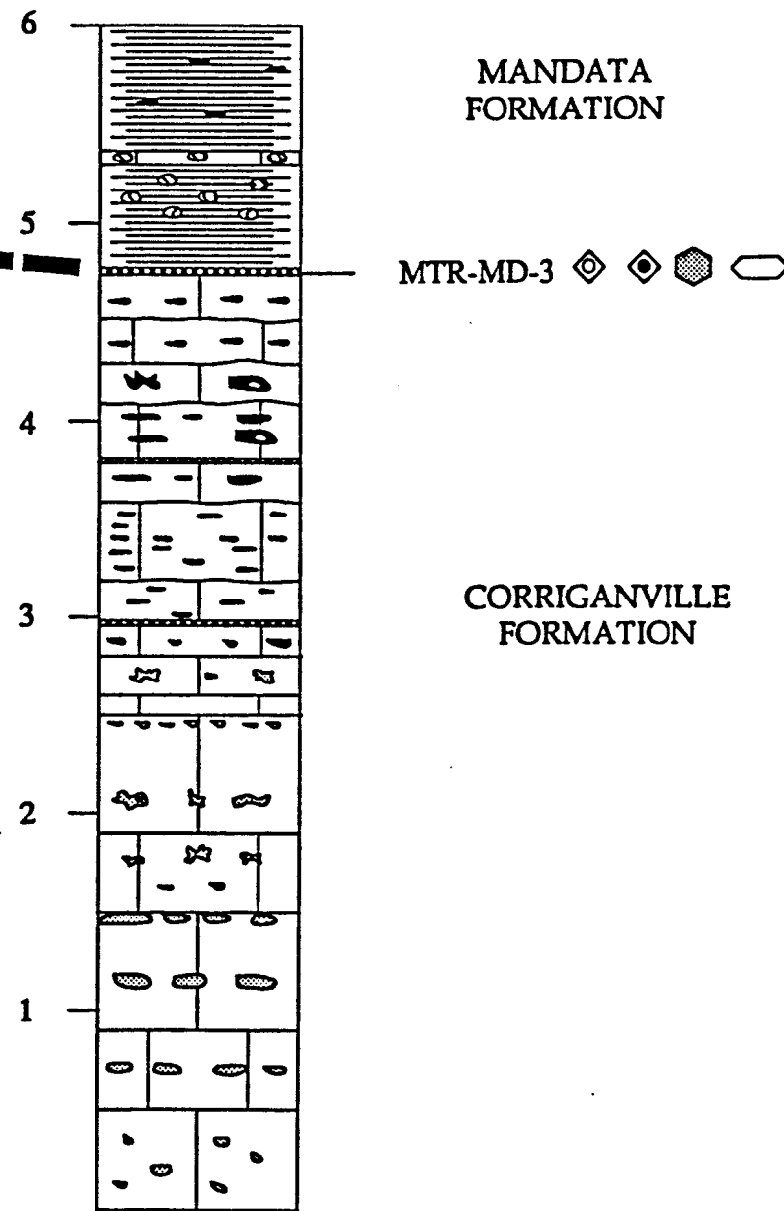 6
MANDATA
FORMATION
5
MTR-MD-3
4
3
CORRIGANVILLE
FORMATION
2
1